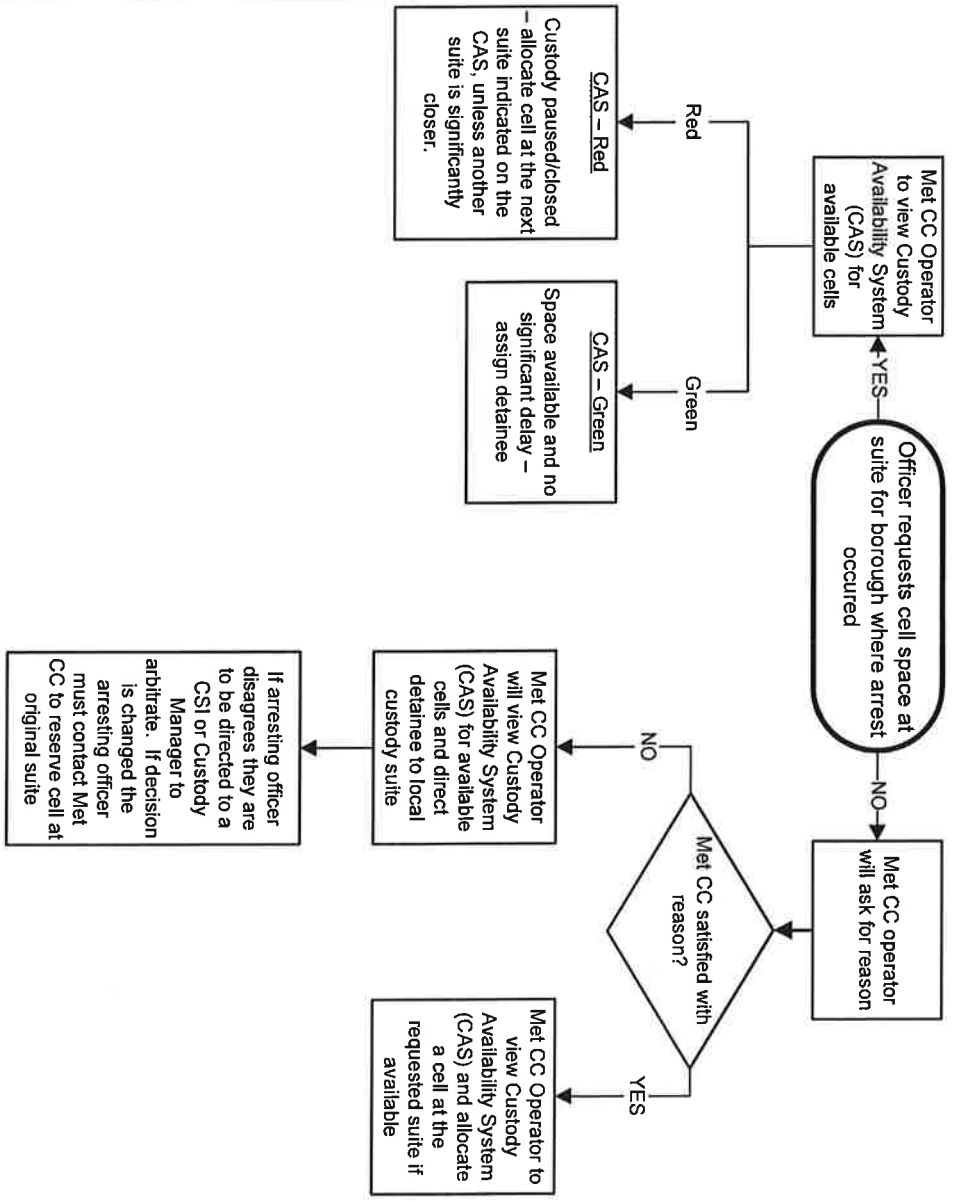 Officer requests cell space at
suite for borough where arrest
occured
YES
NO
Met CC Operator
to view Custody
Availability System
(CAS) for
available cells
Red
Green
CAS – Red
Custody paused/closed
– allocate cell at the next
suite indicated on the
CAS, unless another
suite is significantly
closer.
CAS – Green
Space available and no
significant delay –
assign detainee
Met CC operator
will ask for reason
Met CC satisfied with
reason?
NO
YES
Met CC Operator
will view Custody
Availability System
(CAS) for available
cells and direct
detainee to local
custody suite
If arresting officer
disagrees they are
to be directed to a
CSI or Custody
Manager to
arbitrate. If decision
is changed the
arresting officer
must contact Met
CC to reserve cell at
original suite
Met CC Operator to
view Custody
Availability System
(CAS) and allocate
a cell at the
requested suite if
available